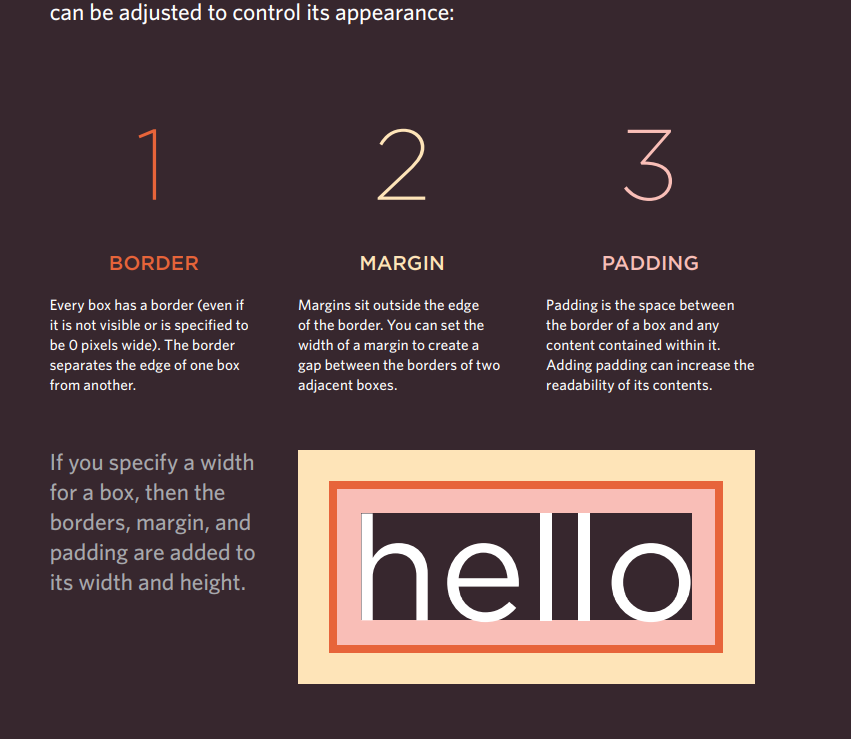 can be adjusted to control its appearance:
1
2
3
BORDER
MARGIN
PADDING
Every box has a border (even if
it is not visible or is specified to
be 0 pixels wide). The border
separates the edge of one box
from another.
Margins sit outside the edge
of the border. You can set the
width of a margin to create a
gap between the borders of two
adjacent boxes.
Padding is the space between
the border of a box and any
content contained within it.
Adding padding can increase the
readability of its contents.
If you specify a width
for a box, then the
borders, margin, and
padding are added to
its width and height.
hello